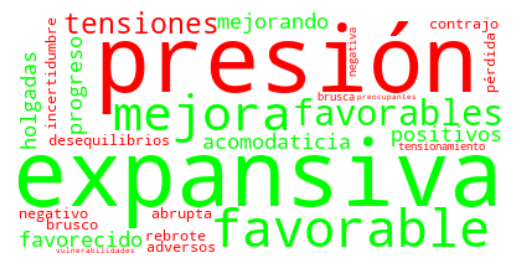 tensiones
mejorando
contrajo
presión
negativa
pérdida
incertidumbre
progreso
holgadas
brusca
preocupantes
mejora
favorables
positivos
desequilibrios
acomodaticia
tensionamiento
expansiva
negativo
abrupta
favorable
brusco
favorecido
rebrote
adversos
vulnerabilidades